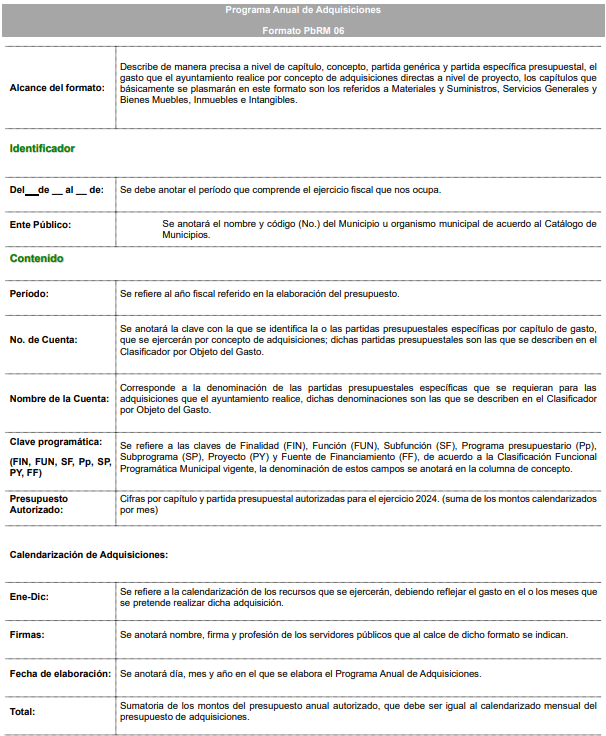 Programa Anual de Adquisiciones
Formato PbRM 06
Alcance del formato:
Describe de manera precisa a nivel de capítulo, concepto, partida genérica y partida específica presupuestal, el
gasto que el ayuntamiento realice por concepto de adquisiciones directas a nivel de proyecto, los capítulos que
básicamente se plasmarán en este formato son los referidos a Materiales y Suministros, Servicios Generales y
Bienes Muebles, Inmuebles e Intangibles.
Identificador
Del__de __ al __ de:
Se debe anotar el período que comprende el ejercicio fiscal que nos ocupa.
Ente Público:
Se anotará el nombre y código (No.) del Municipio u organismo municipal de acuerdo al Catálogo de
Municipios.
Contenido
Período:
Se refiere al año fiscal referido en la elaboración del presupuesto.
No. de Cuenta:
Se anotará la clave con la que se identifica la o las partidas presupuestales específicas por capítulo de gasto,
que se ejercerán por concepto de adquisiciones; dichas partidas presupuestales son las que se describen en el
Clasificador por Objeto del Gasto.
Nombre de la Cuenta:
Corresponde a la denominación de las partidas presupuestales específicas que se requieran para las
adquisiciones que el ayuntamiento realice, dichas denominaciones son las que se describen en el Clasificador
por Objeto del Gasto.
Clave programática:
(FIN, FUN, SF, Pp, SP,
PY, FF)
Se refiere a las claves de Finalidad (FIN), Función (FUN), Subfunción (SF), Programa presupuestario (Pp),
Subprograma (SP), Proyecto (PY) y Fuente de Financiamiento (FF), de acuerdo a la Clasificación Funcional
Programática Municipal vigente, la denominación de estos campos se anotará en la columna de concepto.
Presupuesto
Autorizado:
Cifras por capítulo y partida presupuestal autorizadas para el ejercicio 2024. (suma de los montos calendarizados
por mes)
Calendarización de Adquisiciones:
Ene-Dic:
Se refiere a la calendarización de los recursos que se ejercerán, debiendo reflejar el gasto en el o los meses que
se pretende realizar dicha adquisición.
Firmas:
Se anotará nombre, firma y profesión de los servidores públicos que al calce de dicho formato se indican.
Fecha de elaboración:
Se anotará día, mes y año en el que se elabora el Programa Anual de Adquisiciones.
Total:
Sumatoria de los montos del presupuesto anual autorizado, que debe ser igual al calendarizado mensual del
presupuesto de adquisiciones.